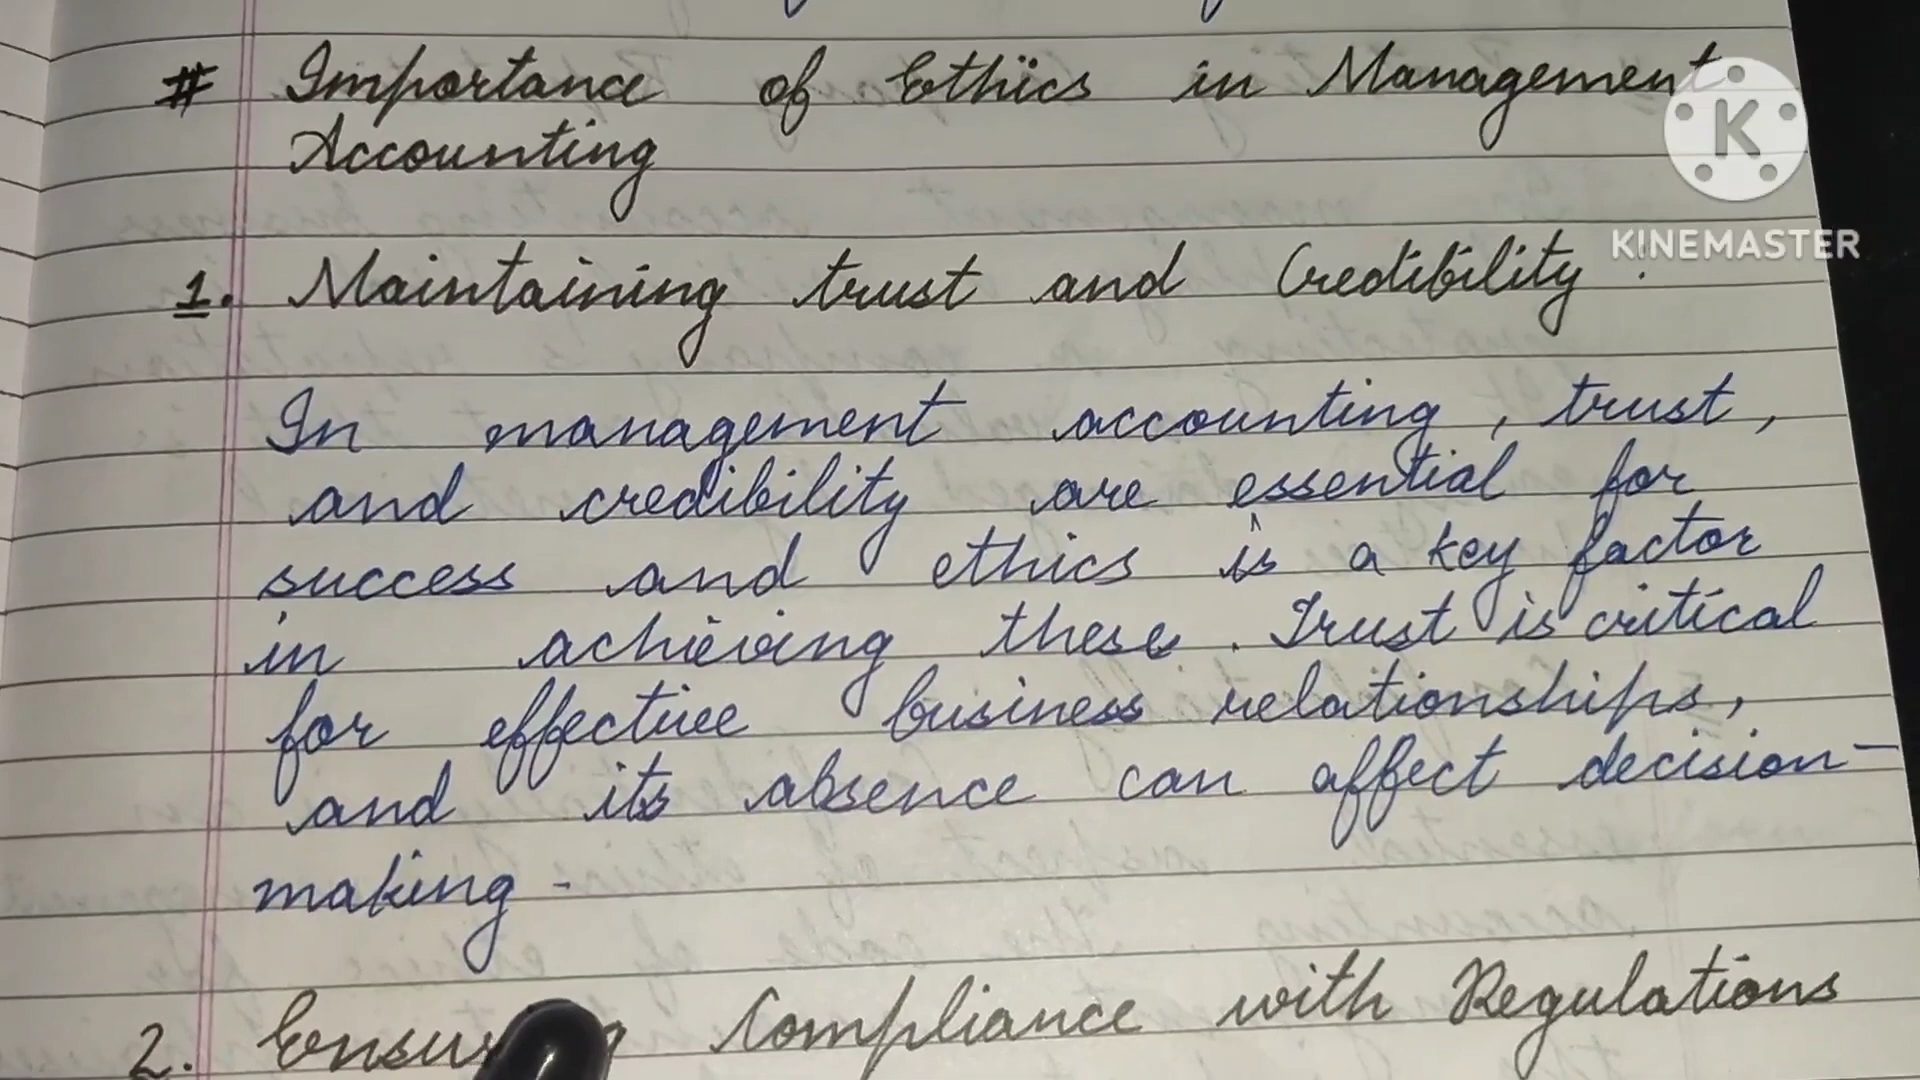 # Importance of Ethics in Management
Accounting
1. Maintaining trust and Credibility :
In management accounting, trust,
and credibility are essential for
success and ethics is a key factor
in achieving these. Trust is critical
for effective business relationships,
and its absence can affect decision-
making -
2. Compliance with Regulations
K
KINEMASTER